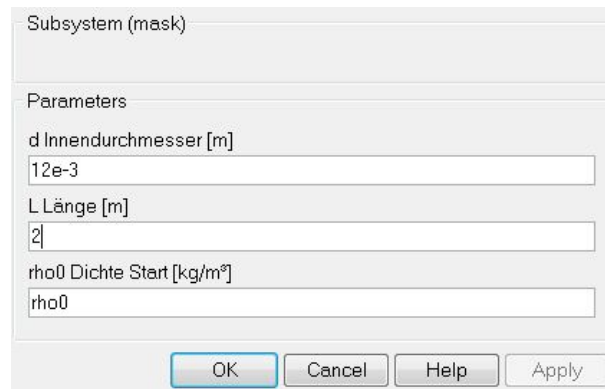 Subsystem (mask)
Parameters
d Innendurchmesser [m]
12e-3
L Länge [m]
2
rho0 Dichte Start [kg/m³]
rho0
OK Cancel Help Apply